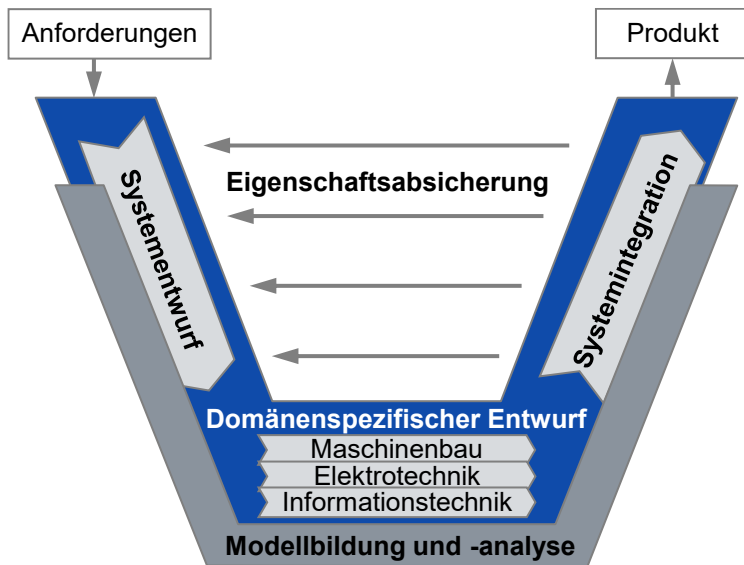 Anforderungen
Produkt
Eigenschaftsabsicherung
Systementwurf
Systemintegration
Domänenspezifischer Entwurf
Maschinenbau
Elektrotechnik
Informationstechnik
Modellbildung und -analyse